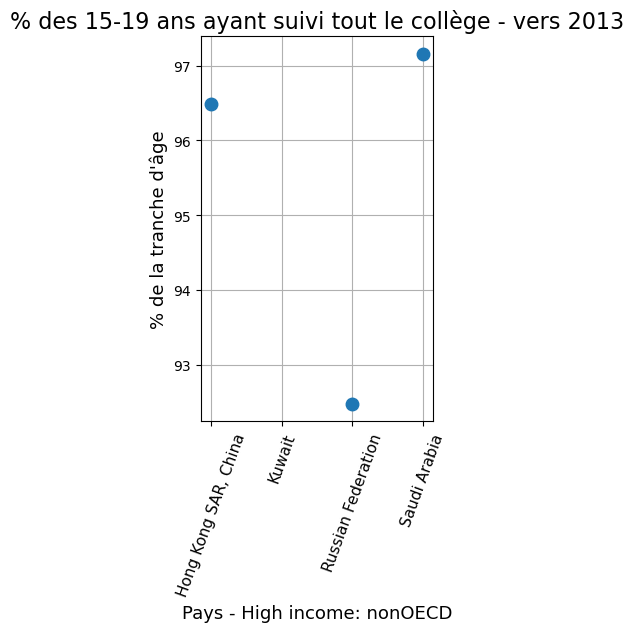 % des 15-19 ans ayant suivi tout le collège - vers 2013
% de la tranche d'âge
97
96
95
94
93
Hong Kong SAR, China
Kuwait
Russian Federation
Saudi Arabia
Pays - High income: nonOECD